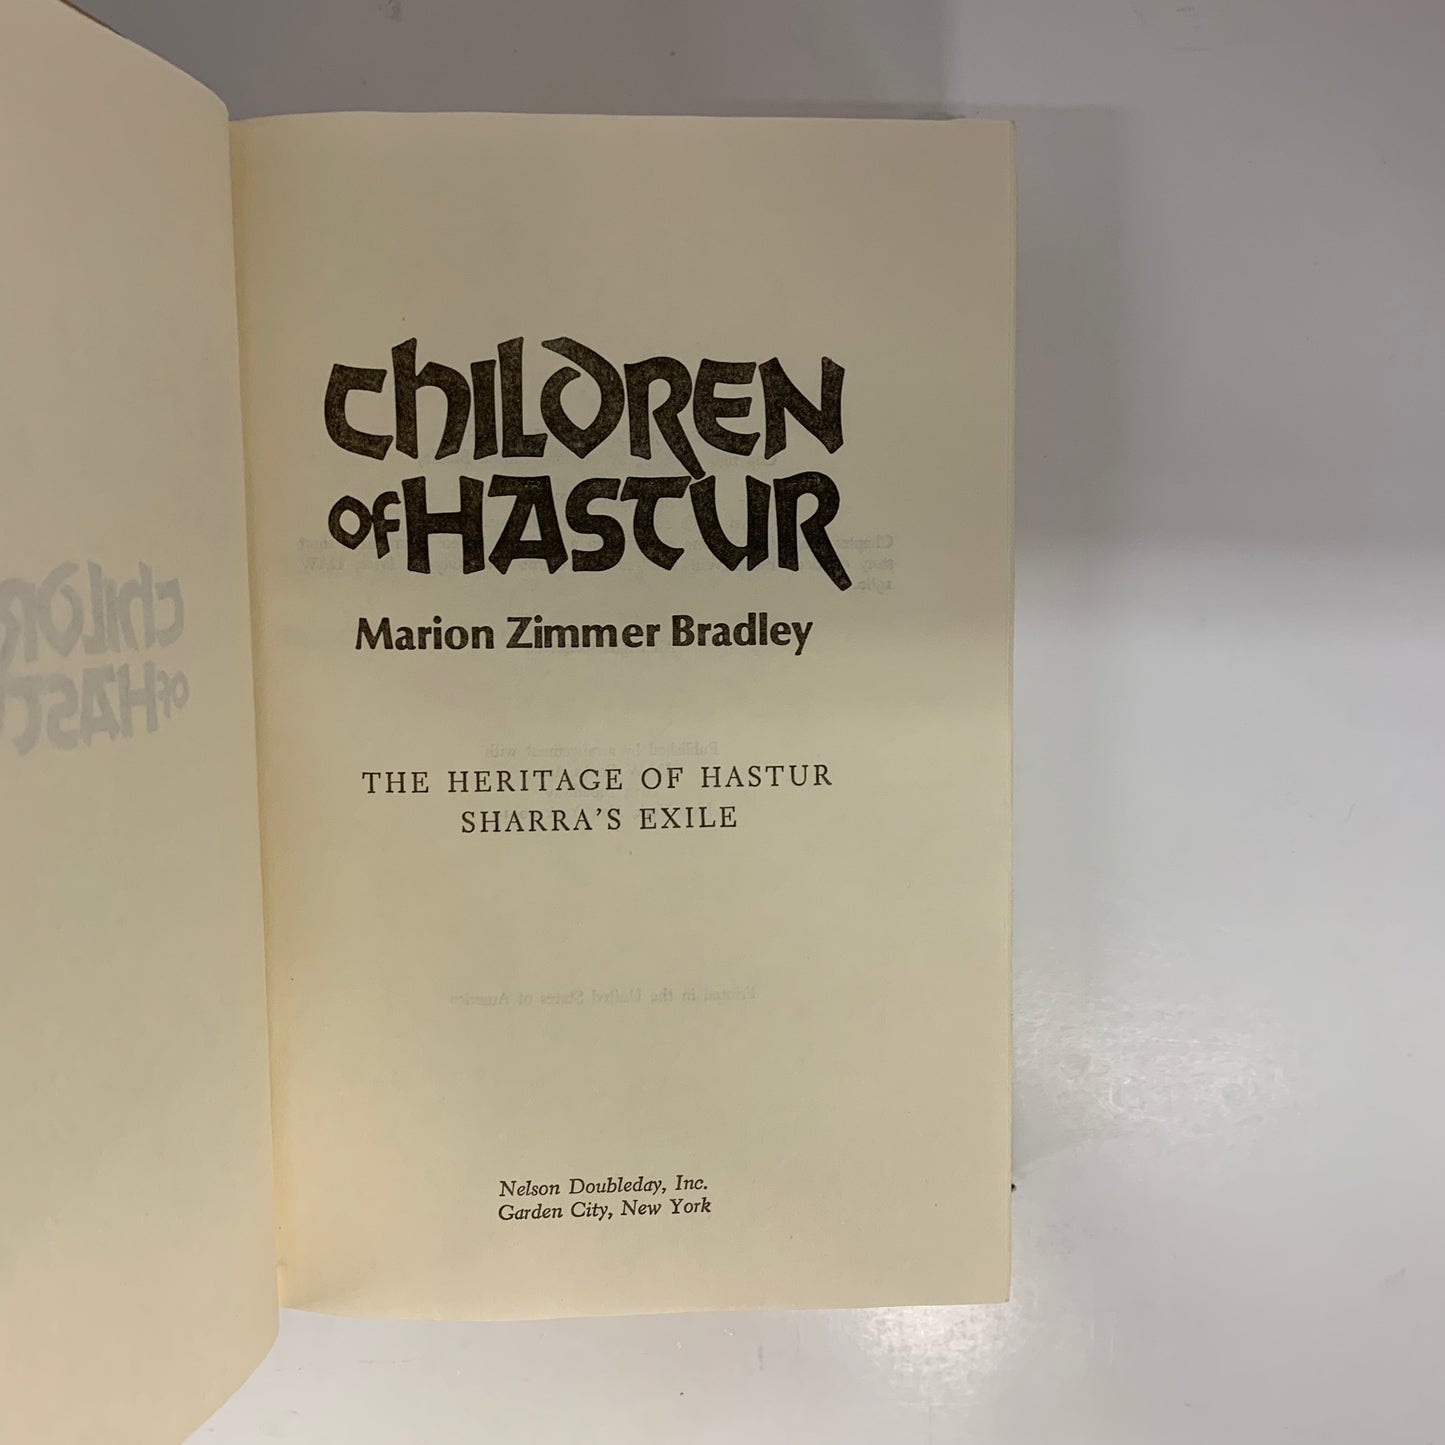 Children
of Hastur
Marion Zimmer Bradley
THE HERITAGE OF HASTUR
SHARRA'S EXILE
Nelson Doubleday, Inc.
Garden City, New York